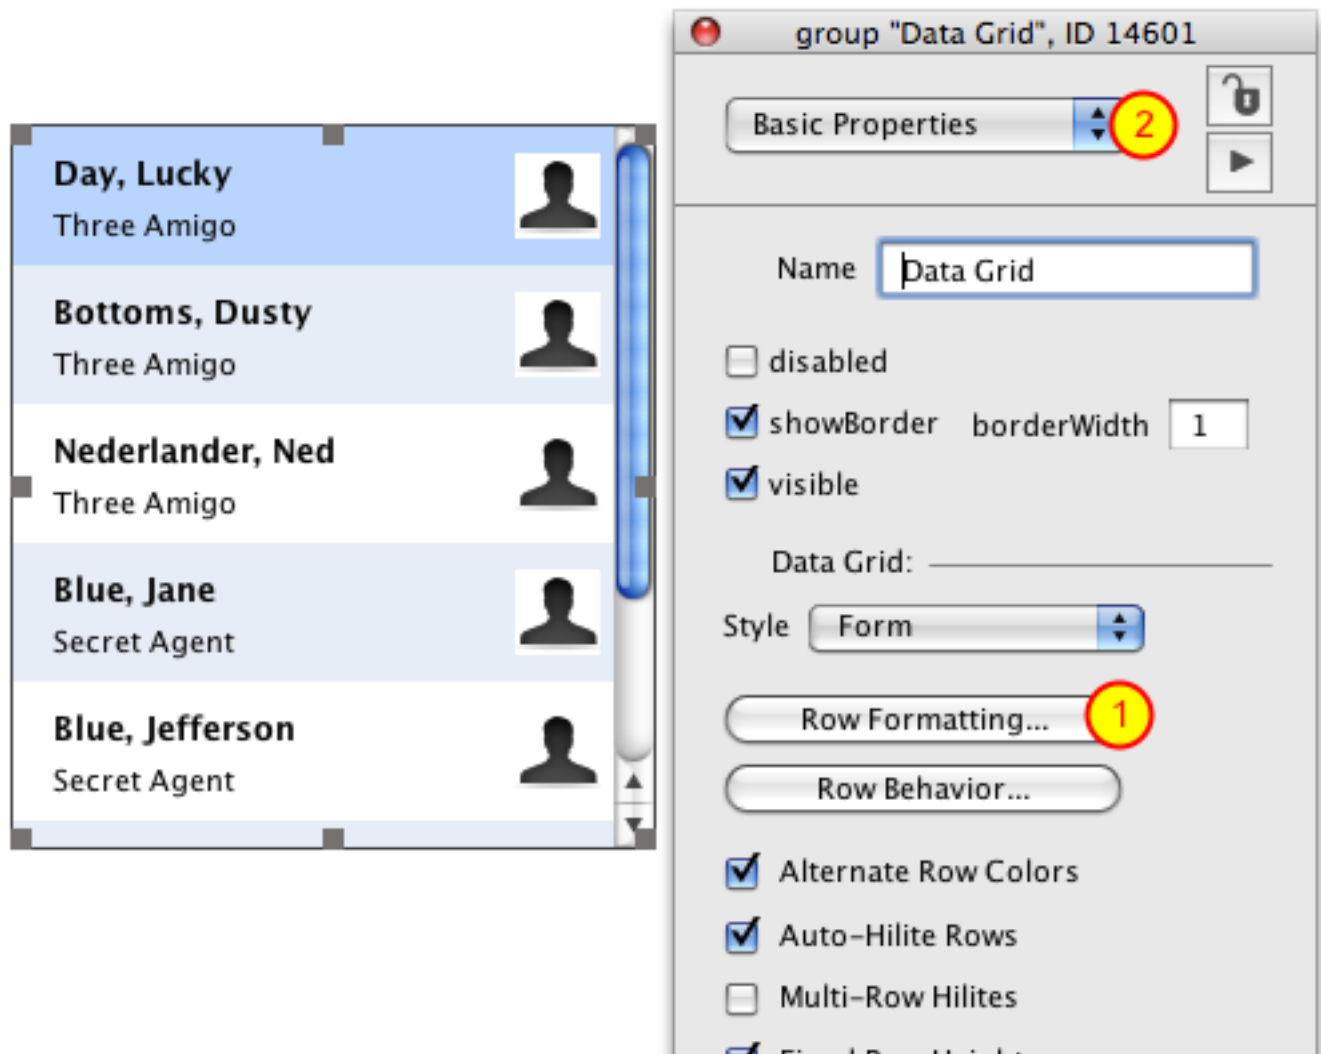 group "Data Grid", ID 14601
Basic Properties
2
Day, Lucky
Three Amigo
Bottoms, Dusty
Three Amigo
Nederlander, Ned
Three Amigo
Blue, Jane
Secret Agent
Blue, Jefferson
Secret Agent
Name Data Grid
disabled
showBorder borderWidth 1
visible
Data Grid:
Style Form
Row Formatting...
1
Row Behavior...
Alternate Row Colors
Auto-Hilite Rows
Multi-Row Hilites